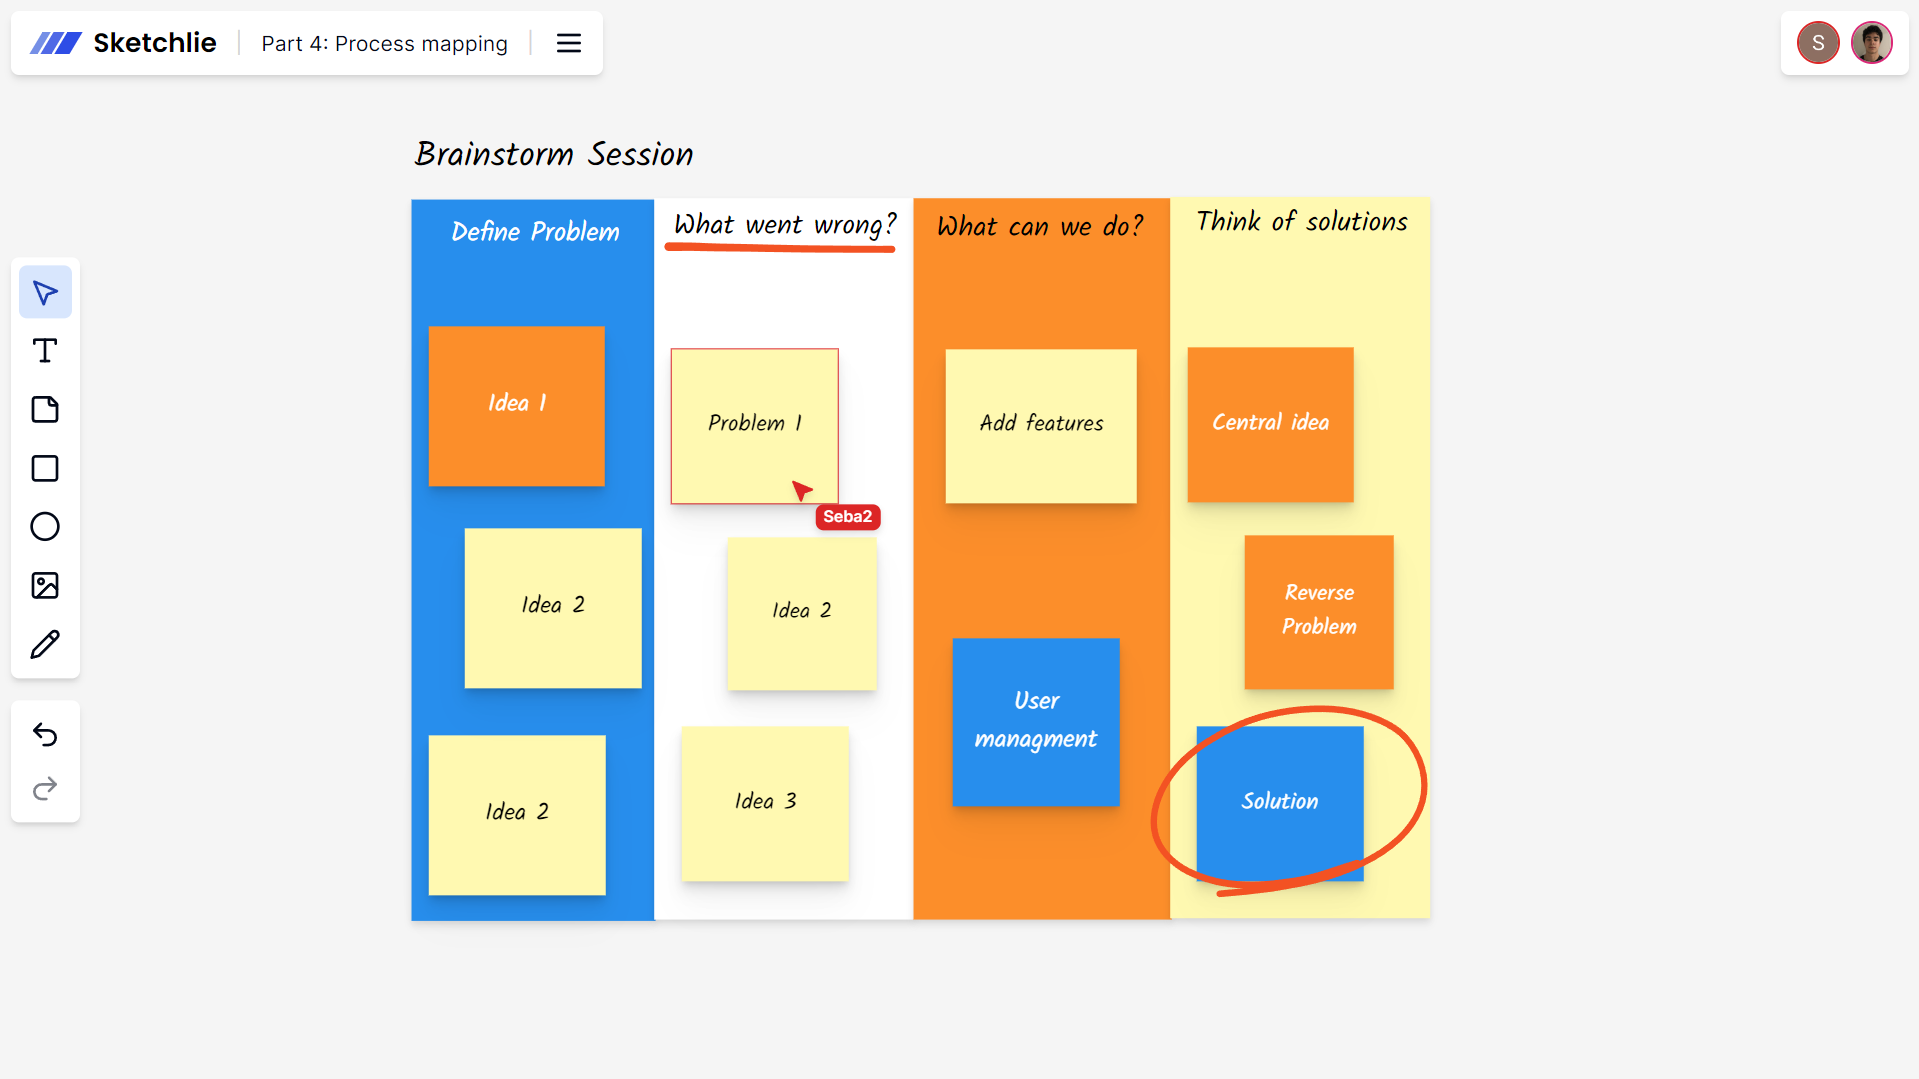 Sketchlie
Part 4: Process mapping
S
Brainstorm Session
Define Problem
What went wrong?
What can we do?
Think of solutions
Idea 1
Problem 1
Add features
Central idea
Seba2
Idea 2
Idea 2
Reverse
Problem
User
managment
Idea 2
Idea 3
Solution